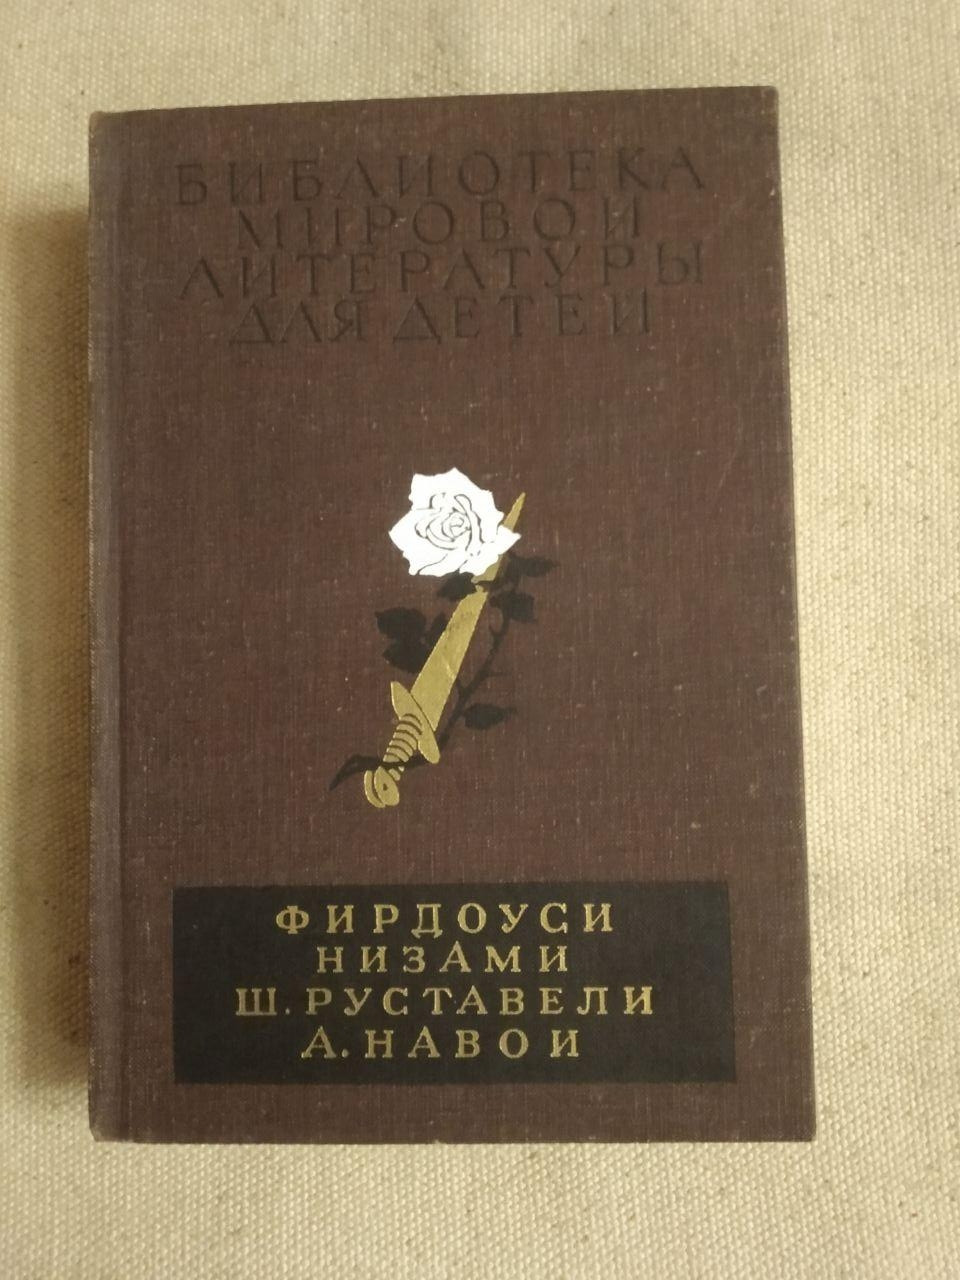 БИБЛИОТЕКА
МИРОВОЙ
ЛИТЕРАТУРЫ
ДЛЯ ДЕТЕЙ
ФИРДОУСИ
НИЗАМИ
Ш. РУСТАВЕЛИ
А. НАВОИ